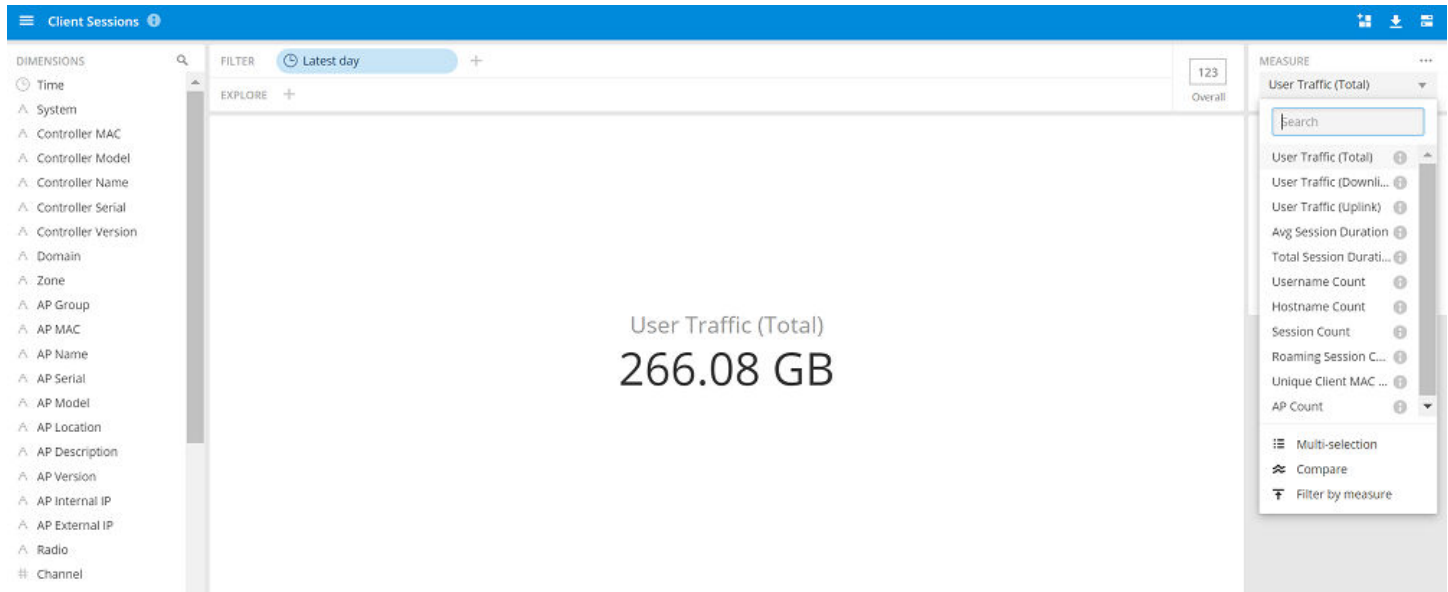 Client Sessions
DIMENSIONS
Time
System
Controller MAC
Controller Model
Controller Name
Controller Serial
Controller Version
Domain
Zone
AP Group
AP MAC
AP Name
AP Serial
AP Model
AP Location
AP Description
AP Version
AP Internal IP
AP External IP
Radio
# Channel
FILTER Latest day +
EXPLORE +
123
Overall
User Traffic (Total)
266.08 GB
MEASURE ...
User Traffic (Total)
Search
User Traffic (Total)
User Traffic (Downli...
User Traffic (Uplink)
Avg Session Duration
Total Session Durati...
Username Count
Hostname Count
Session Count
Roaming Session C...
Unique Client MAC ...
AP Count
Multi-selection
Compare
Filter by measure